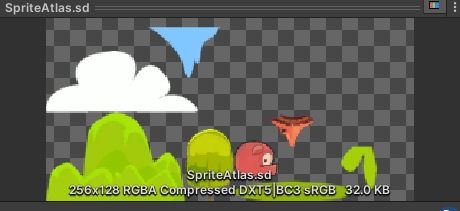 SpriteAtlas.sd
SpriteAtlas.sd
256x128 RGBA Compressed DXT5|BC3 sRGB 32.0 KB